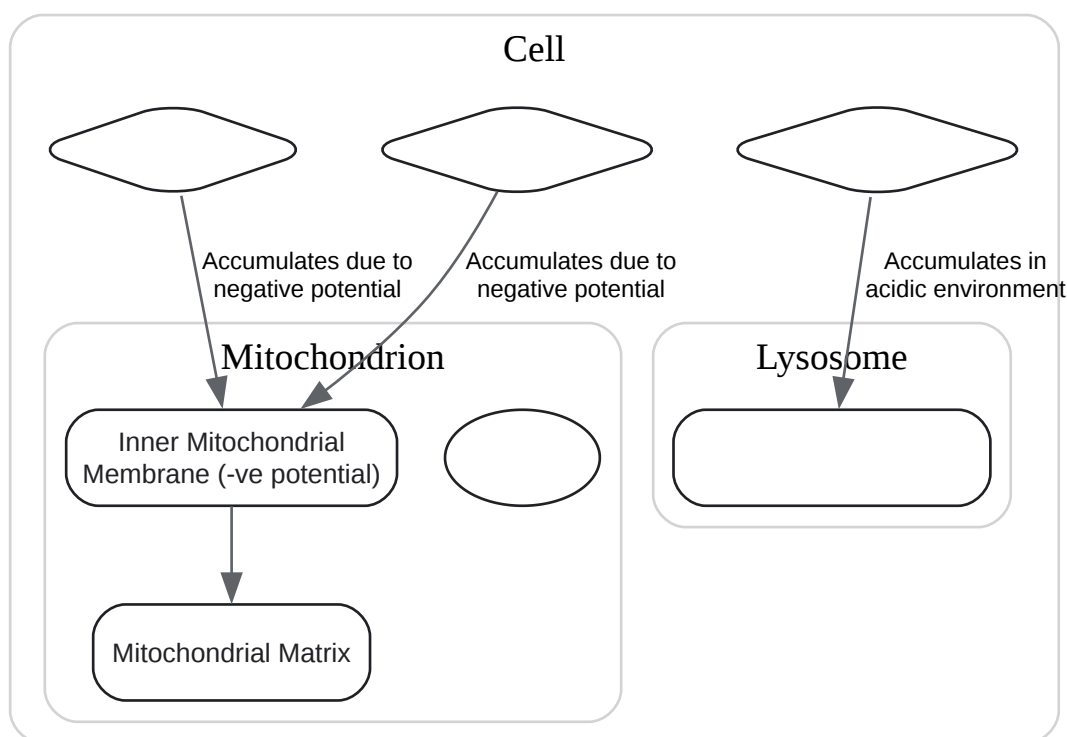 Cell
Accumulates due to
negative potential
Accumulates due to
negative potential
Accumulates in
acidic environment
Mitochondrion
Lysosome
Inner Mitochondrial
Membrane (-ve potential)
Mitochondrial Matrix